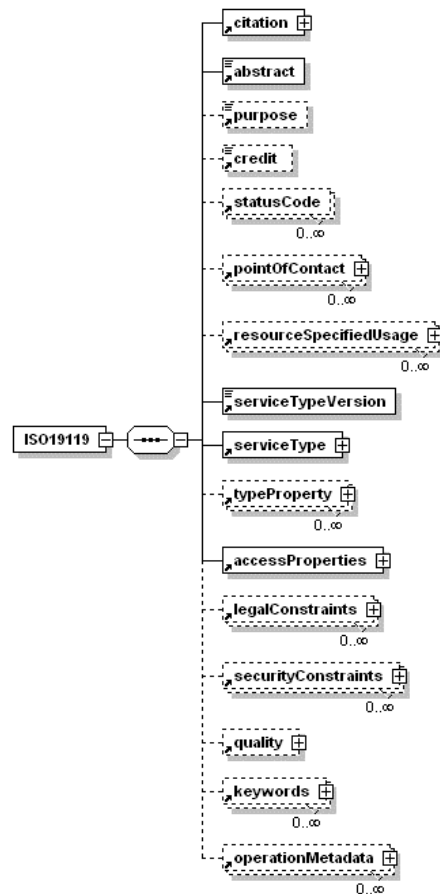 citation
abstract
purpose
credit
statusCode
0..∞
pointOfContact
0..∞
resourceSpecifiedUsage
0..∞
serviceTypeVersion
ISO19119
serviceType
typeProperty
0..∞
accessProperties
legalConstraints
0..∞
securityConstraints
0..∞
quality
keywords
0..∞
operationMetadata
0..∞